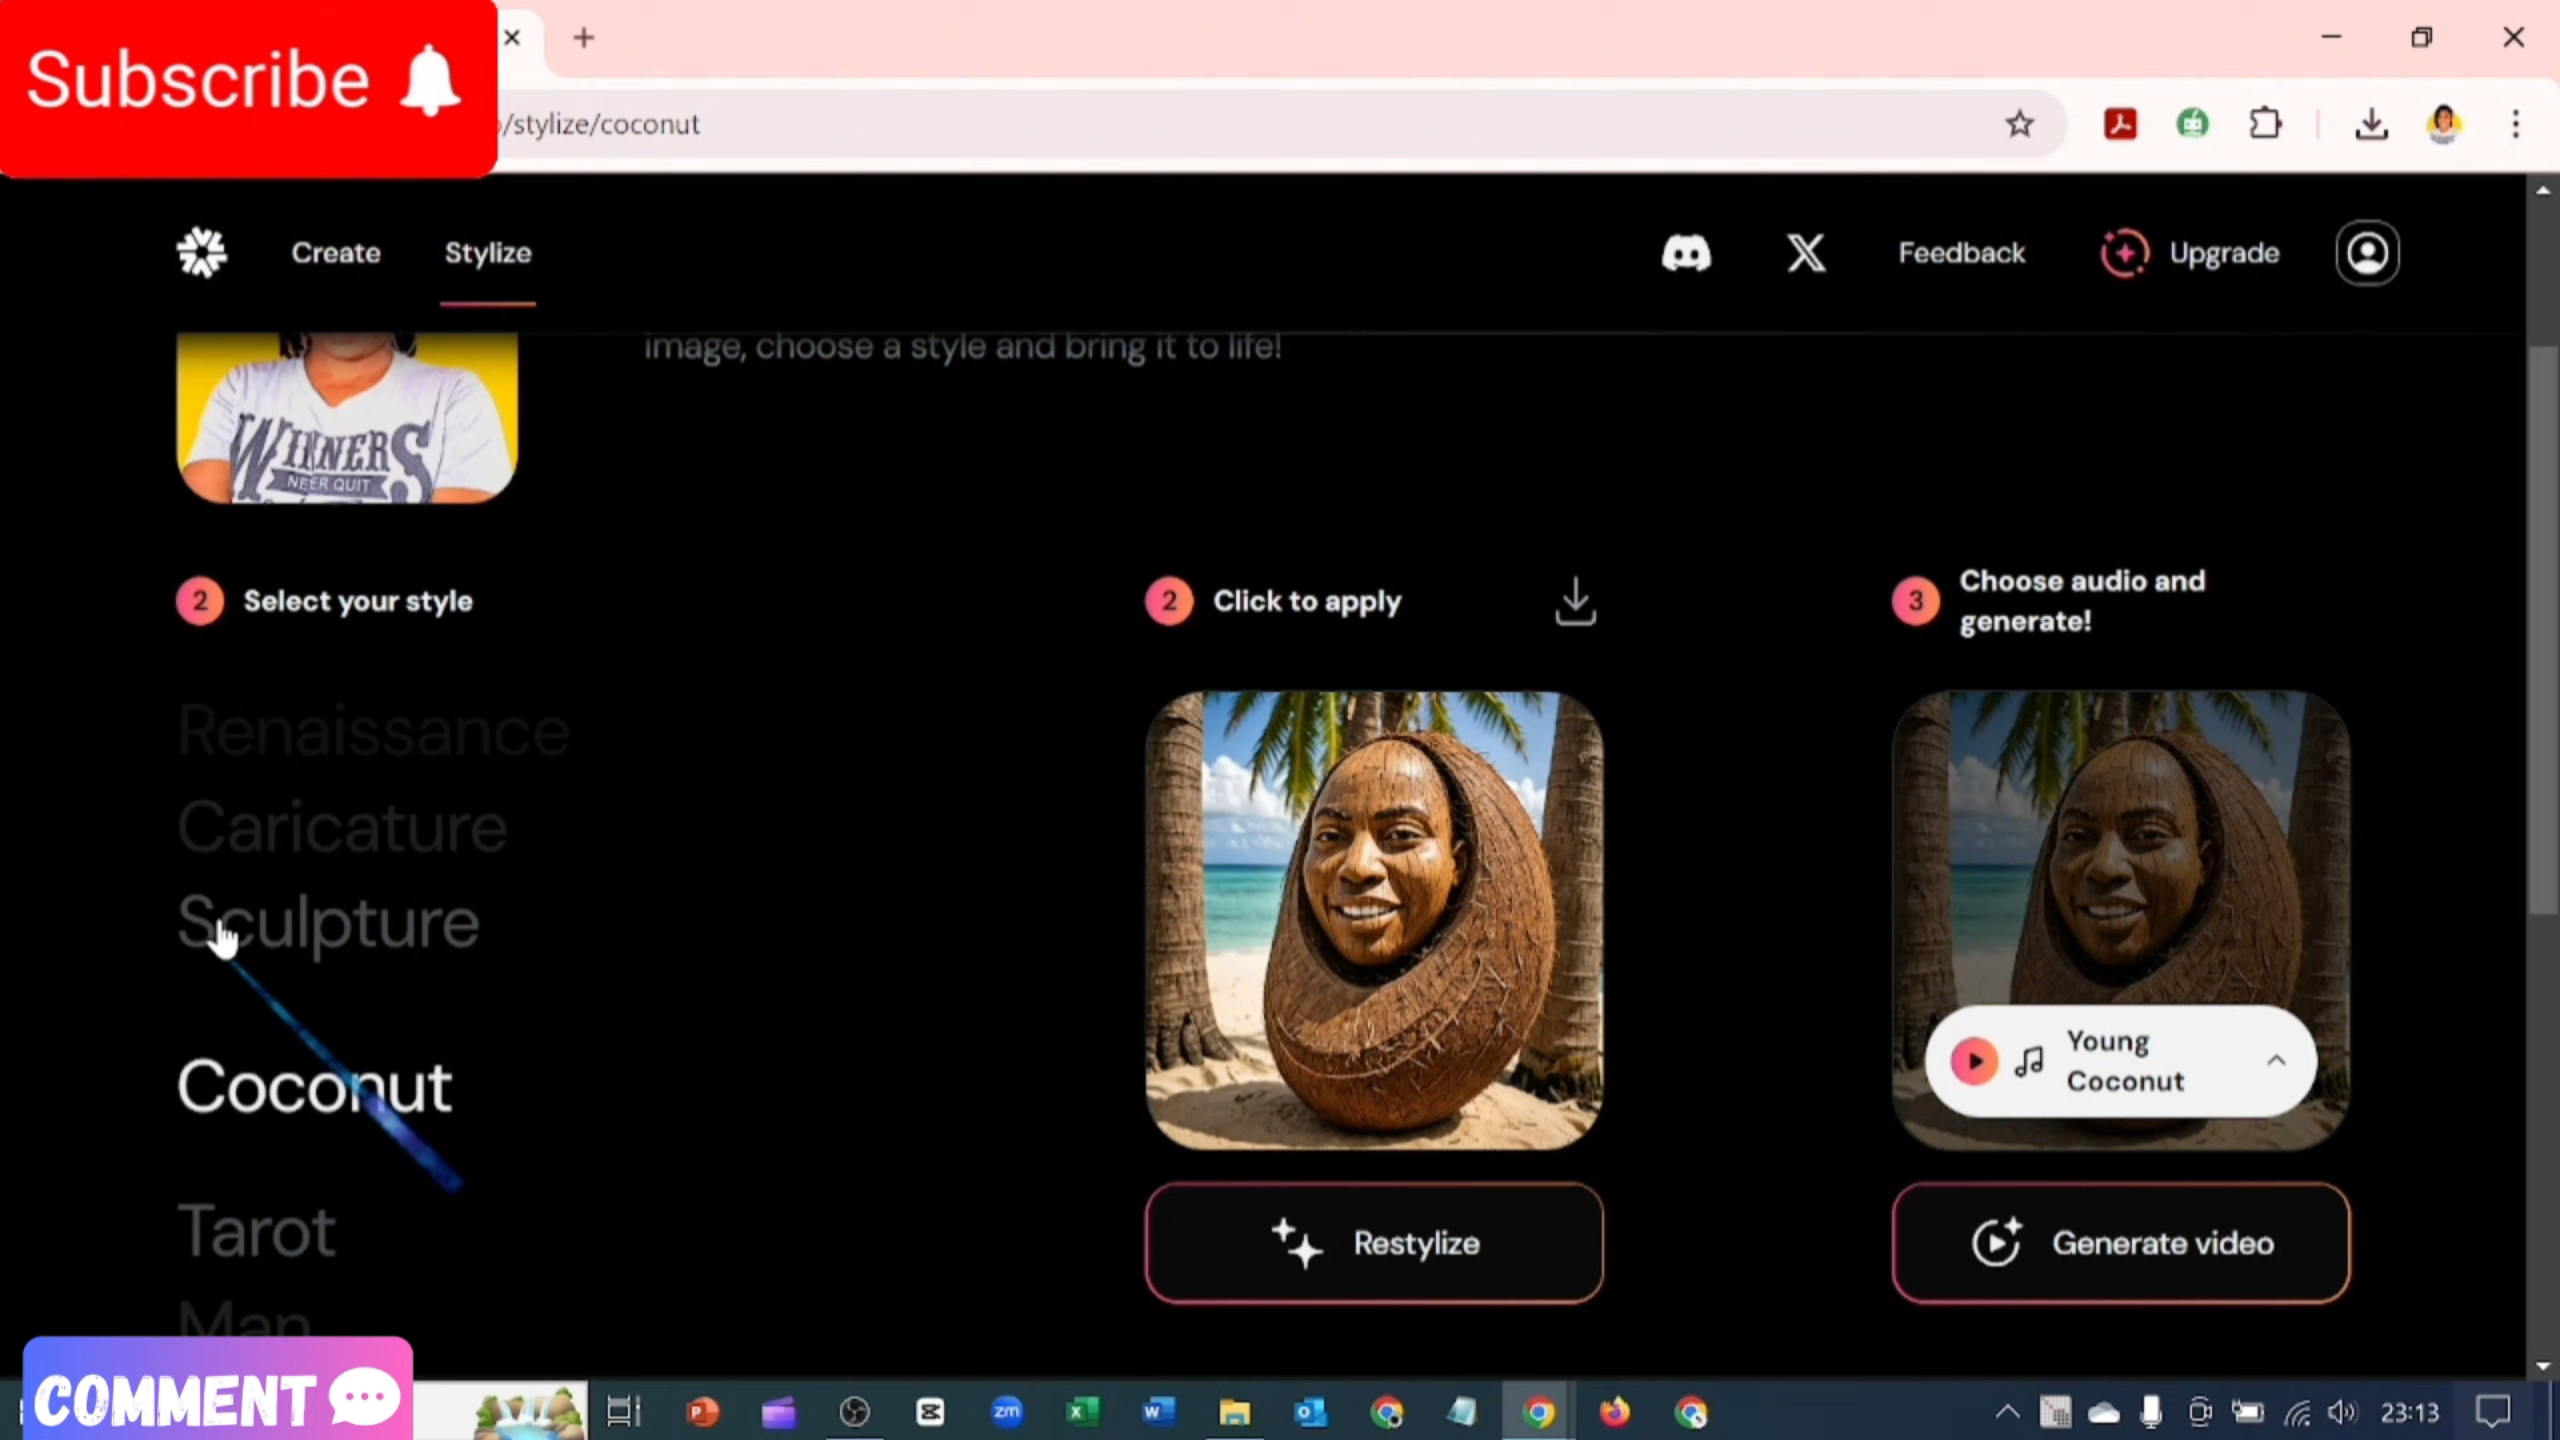 Subscribe
/stylize/coconut
Create
Stylize
Feedback
Upgrade
image, choose a style and bring it to life!
WINNERS
NEER QUIT
2 Select your style
2 Click to apply
3 Choose audio and
generate!
Renaissance
Caricature
Sculpture
Coconut
Tarot
Man
Young
Coconut
Restylize
Generate video
COMMENT
zm
23:13